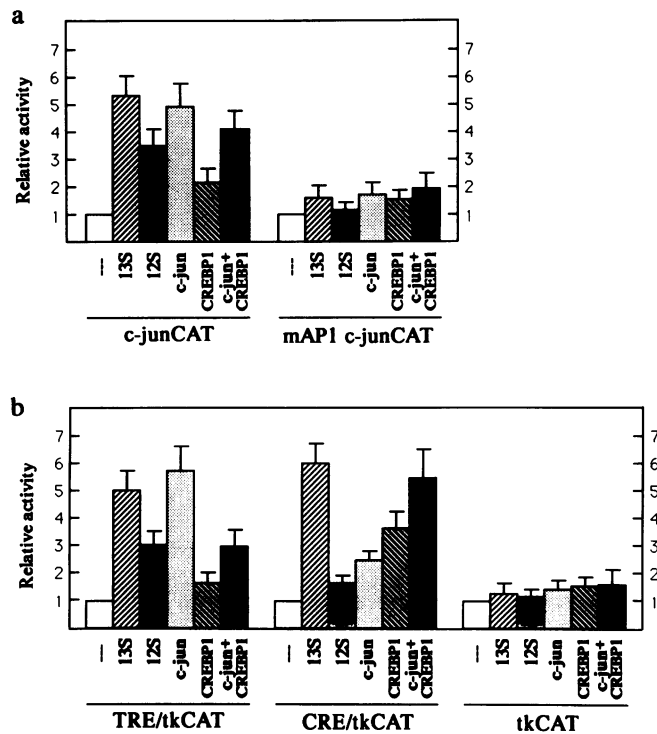 a
Relative activity
7
6
5
4
3
2
1
7
6
5
4
3
2
1
— 13S 12S c-jun CREBP1 c-jun+ CREBP1
— 13S 12S c-jun CREBP1 c-jun+ CREBP1
c-junCAT mAP1 c-junCAT
b
Relative activity
7
6
5
4
3
2
1
7
6
5
4
3
2
1
— 13S 12S c-jun CREBP1 c-jun+ CREBP1
— 13S 12S c-jun CREBP1 c-jun+ CREBP1
— 13S 12S c-jun CREBP1 c-jun+ CREBP1
TRE/tkCAT CRE/tkCAT tkCAT